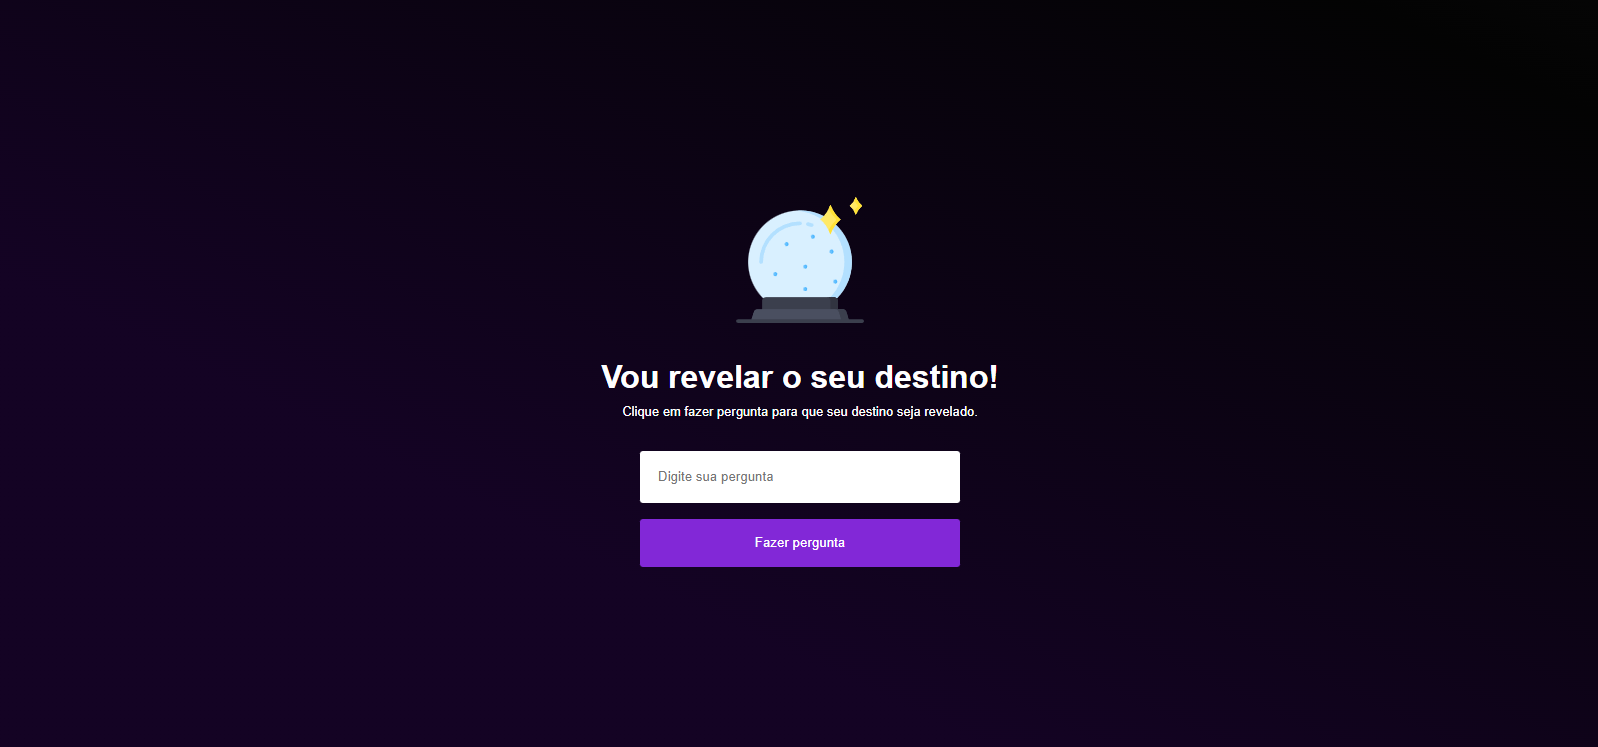 Vou revelar o seu destino!
Clique em fazer pergunta para que seu destino seja revelado.
Digite sua pergunta
Fazer pergunta